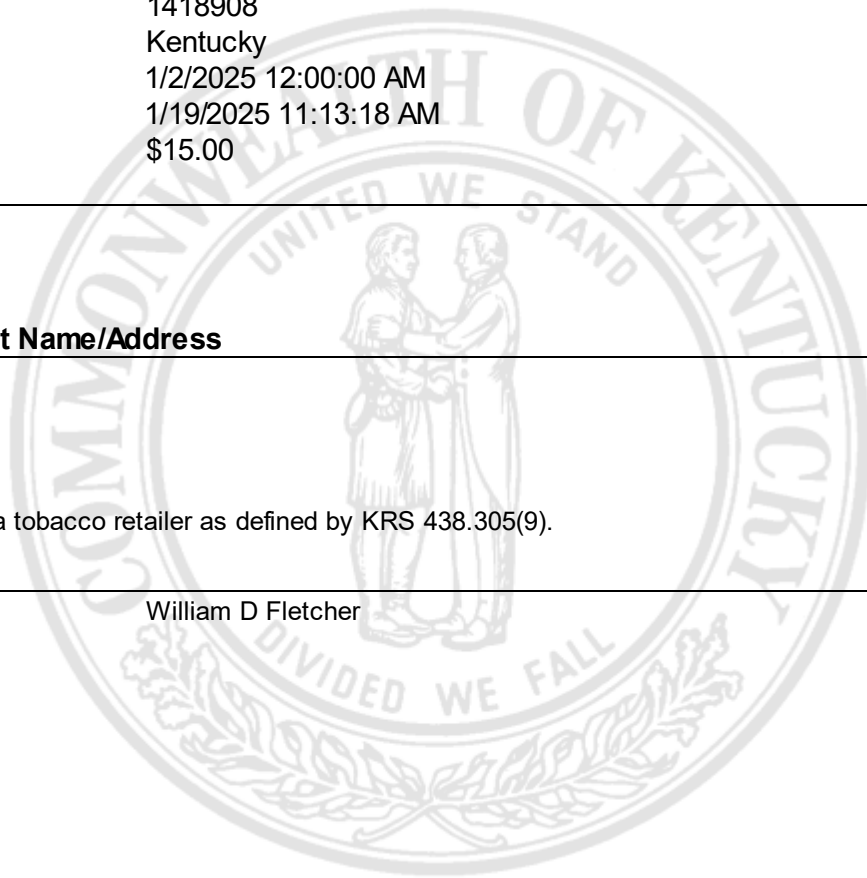 1418908
Kentucky
1/2/2025 12:00:00 AM
1/19/2025 11:13:18 AM
$15.00
t Name/Address
a tobacco retailer as defined by KRS 438.305(9).
William D Fletcher
COMMONWEALTH OF KENTUCKY
UNITED WE STAND
DIVIDED WE FALL